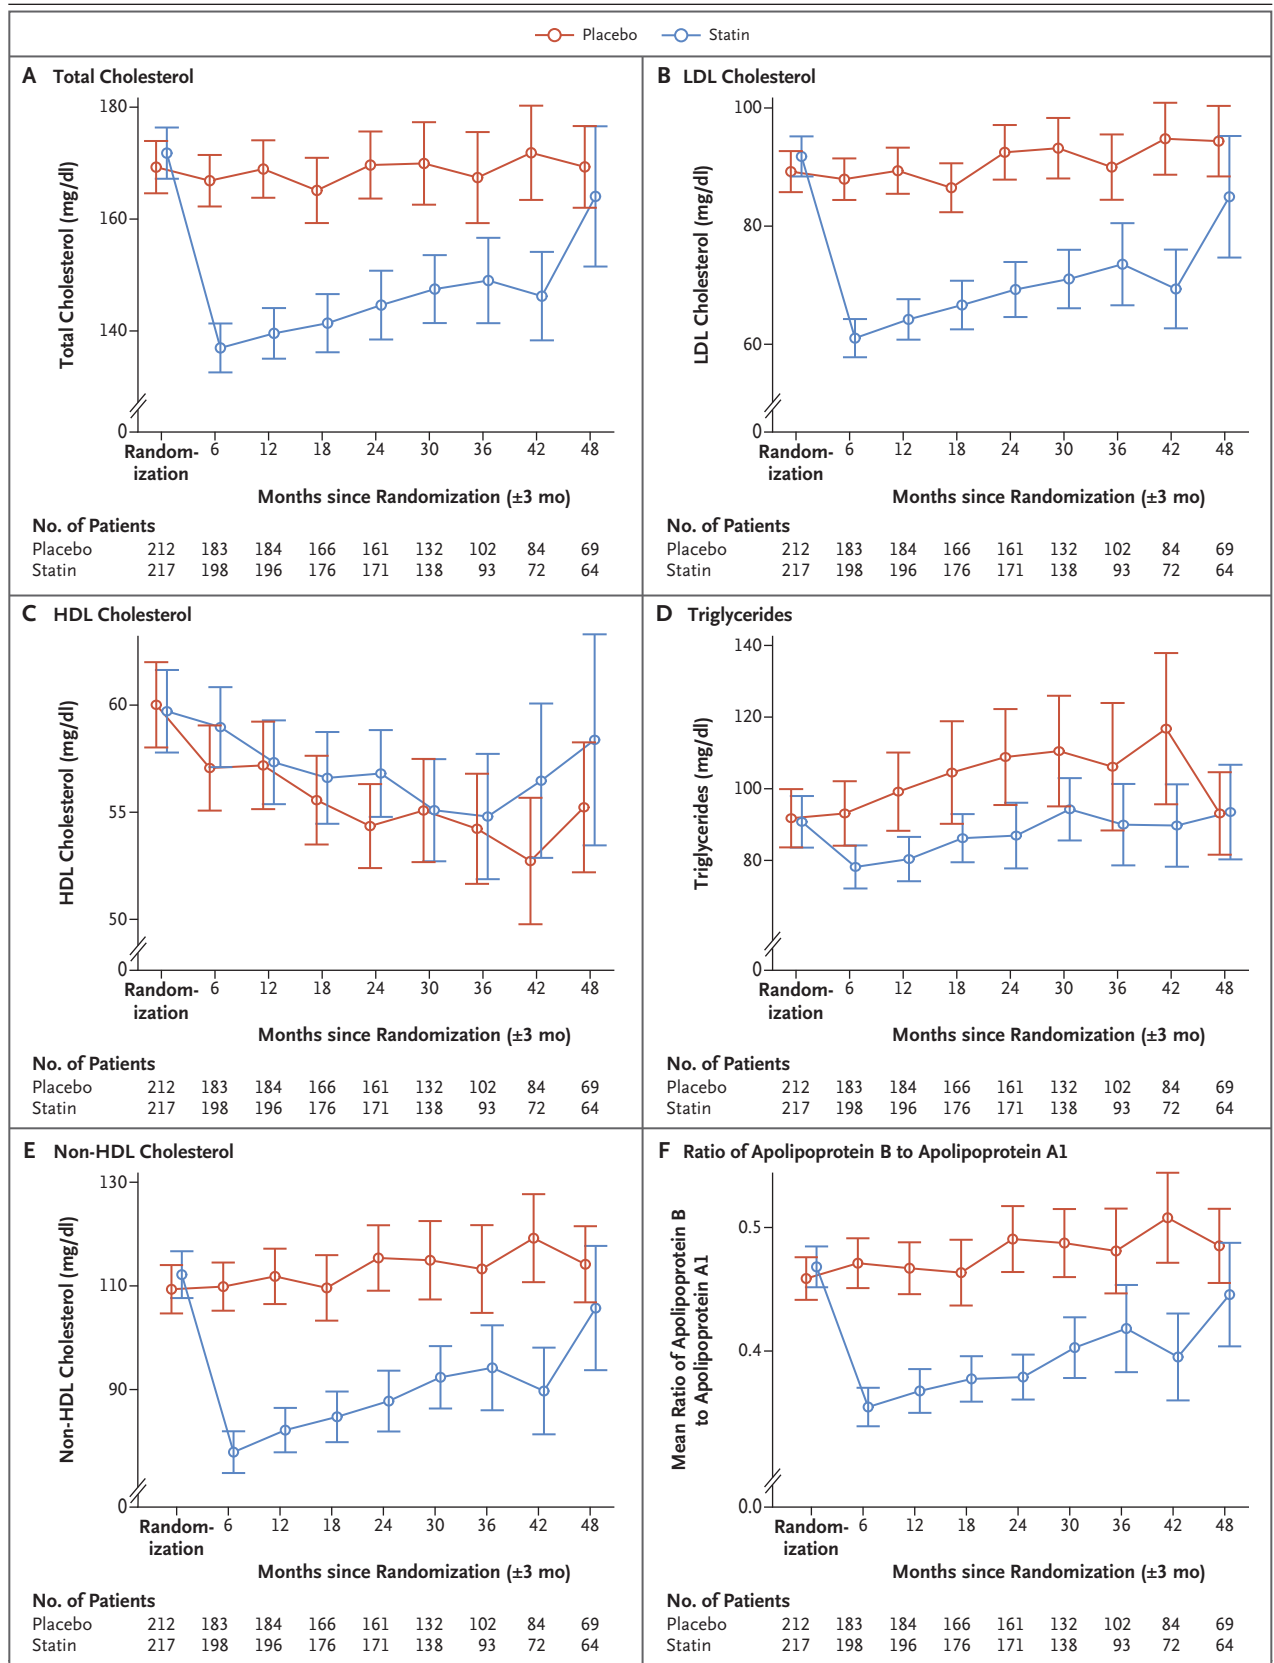 Placebo Statin
A Total Cholesterol
Total Cholesterol (mg/dl)
180
160
140
0
Random-ization 6 12 18 24 30 36 42 48
Months since Randomization (±3 mo)
No. of Patients
Placebo 212 183 184 166 161 132 102 84 69
Statin 217 198 196 176 171 138 93 72 64
B LDL Cholesterol
LDL Cholesterol (mg/dl)
100
80
60
0
Random-ization 6 12 18 24 30 36 42 48
Months since Randomization (±3 mo)
No. of Patients
Placebo 212 183 184 166 161 132 102 84 69
Statin 217 198 196 176 171 138 93 72 64
C HDL Cholesterol
HDL Cholesterol (mg/dl)
60
55
50
0
Random-ization 6 12 18 24 30 36 42 48
Months since Randomization (±3 mo)
No. of Patients
Placebo 212 183 184 166 161 132 102 84 69
Statin 217 198 196 176 171 138 93 72 64
D Triglycerides
Triglycerides (mg/dl)
140
120
100
80
0
Random-ization 6 12 18 24 30 36 42 48
Months since Randomization (±3 mo)
No. of Patients
Placebo 212 183 184 166 161 132 102 84 69
Statin 217 198 196 176 171 138 93 72 64
E Non-HDL Cholesterol
Non-HDL Cholesterol (mg/dl)
130
110
90
0
Random-ization 6 12 18 24 30 36 42 48
Months since Randomization (±3 mo)
No. of Patients
Placebo 212 183 184 166 161 132 102 84 69
Statin 217 198 196 176 171 138 93 72 64
F Ratio of Apolipoprotein B to Apolipoprotein A1
Mean Ratio of Apolipoprotein B
to Apolipoprotein A1
0.5
0.4
0.0
Random-ization 6 12 18 24 30 36 42 48
Months since Randomization (±3 mo)
No. of Patients
Placebo 212 183 184 166 161 132 102 84 69
Statin 217 198 196 176 171 138 93 72 64